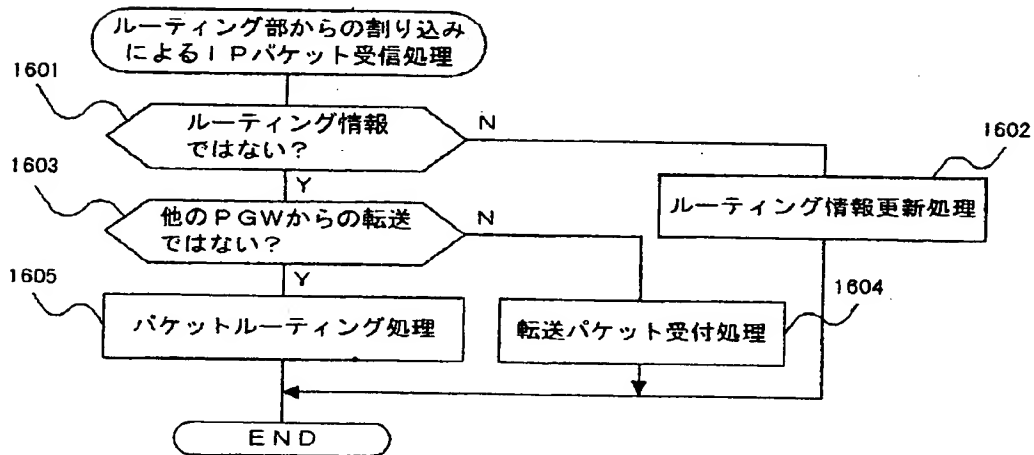 ルーティング部からの割り込み
によるIPパケット受信処理
1601
ルーティング情報
ではない?
N
Y
1602
ルーティング情報更新処理
1603
他のPGWからの転送
ではない?
N
Y
1604
転送パケット受付処理
1605
パケットルーティング処理
END